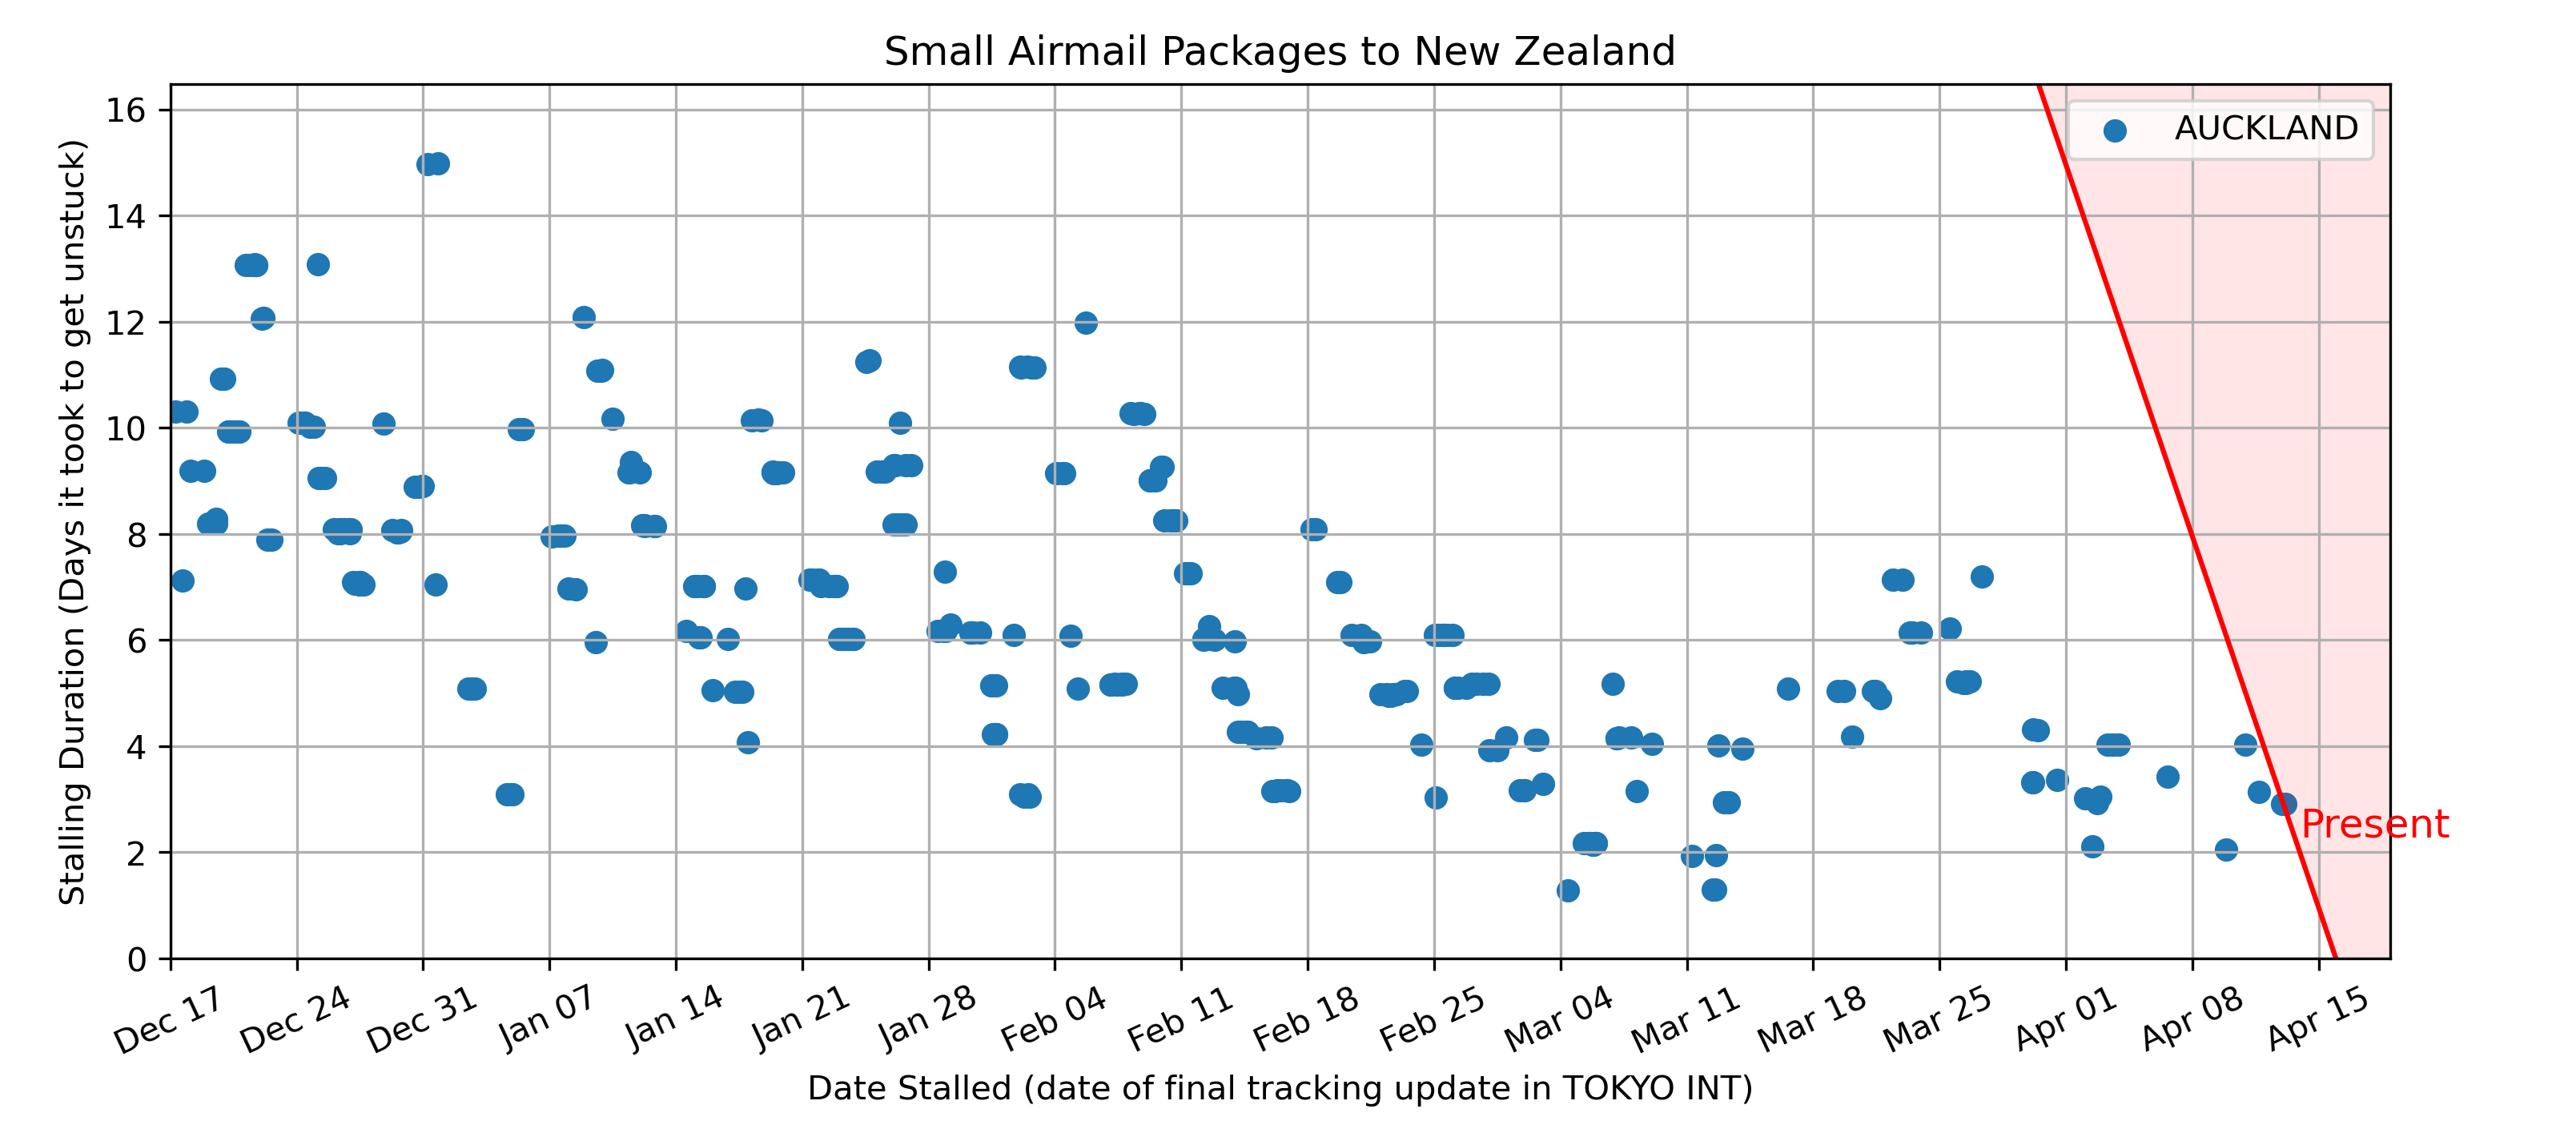 Small Airmail Packages to New Zealand
Stalling Duration (Days it took to get unstuck)
16
14
12
10
8
6
4
2
0
AUCKLAND
Present
Dec 17
Dec 24
Dec 31
Jan 07
Jan 14
Jan 21
Jan 28
Feb 04
Feb 11
Feb 18
Feb 25
Mar 04
Mar 11
Mar 18
Mar 25
Apr 01
Apr 08
Apr 15
Date Stalled (date of final tracking update in TOKYO INT)